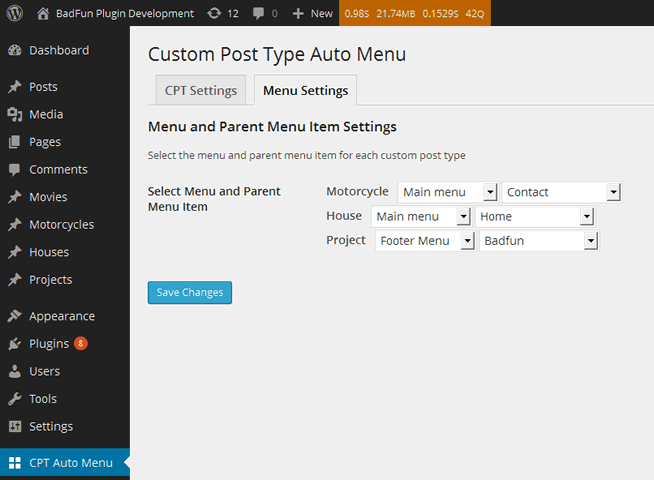 BadFun Plugin Development 12 0 New 0.98S 21.74MB 0.1529S 42Q
Dashboard
Posts
Media
Pages
Comments
Movies
Motorcycles
Houses
Projects
Appearance
Plugins 8
Users
Tools
Settings
CPT Auto Menu
Custom Post Type Auto Menu
CPT Settings Menu Settings
Menu and Parent Menu Item Settings
Select the menu and parent menu item for each custom post type
Select Menu and Parent
Menu Item
Motorcycle Main menu Contact
House Main menu Home
Project Footer Menu Badfun
Save Changes